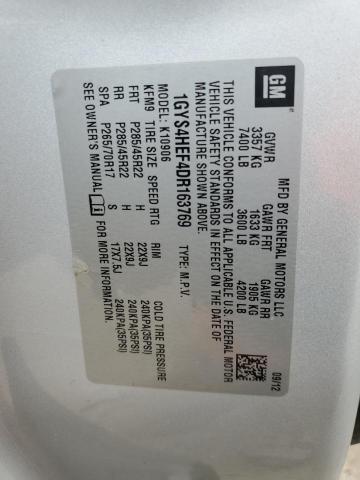 GM
MFD BY GENERAL MOTORS LLC
GVWR GAWR FRT GAWR RR
3357 KG 1633 KG 1905 KG
7400 LB 3600 LB 4200 LB
09/12
THIS VEHICLE CONFORMS TO ALL APPLICABLE U.S. FEDERAL MOTOR
VEHICLE SAFETY STANDARDS IN EFFECT ON THE DATE OF
MANUFACTURE SHOWN ABOVE.
1GYS4HEF4DR163769 TYPE: M.P.V.
MODEL: K10906
KFM9 TIRE SIZE SPEED RTG RIM COLD TIRE PRESSURE
FRT P285/45R22 H 22X9J 240KPA(35PSI)
RR P285/45R22 H 22X9J 240KPA(35PSI)
SPA P265/70R17 S 17X7.5J 240KPA(35PSI)
SEE OWNER'S MANUAL